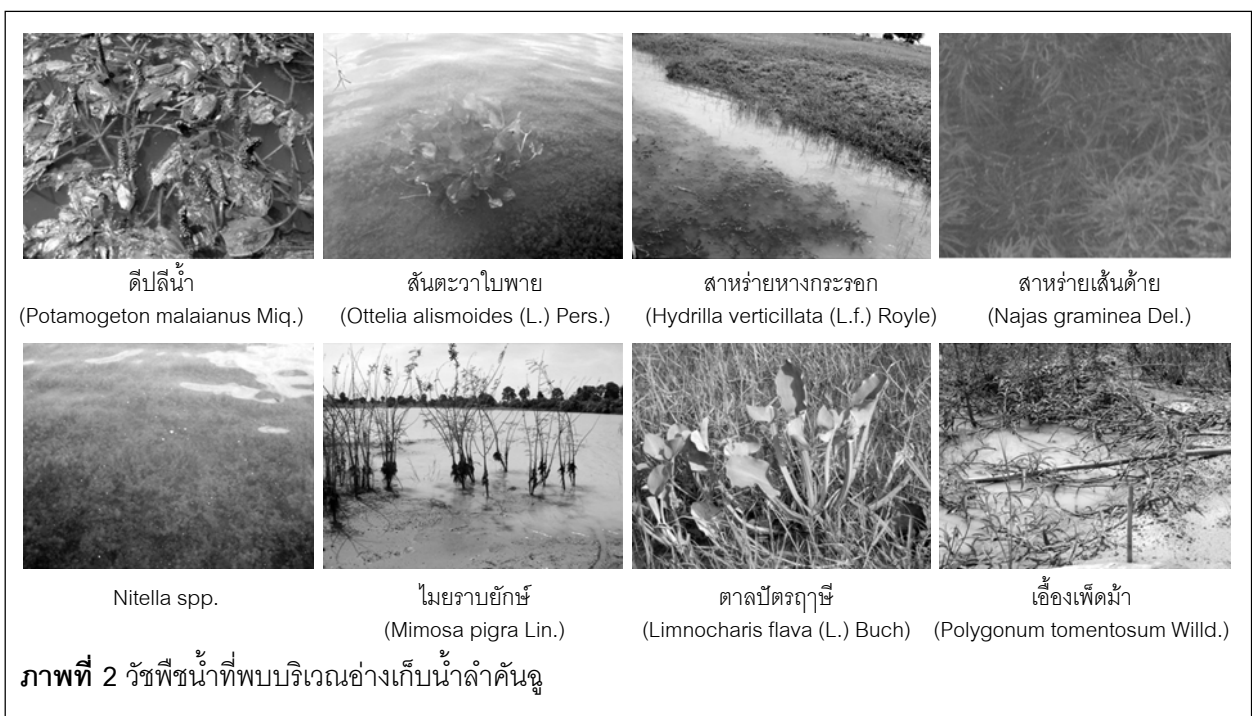 ดีปลีน้ำ
(Potamogeton malaianus Miq.)
สันตะวาใบพาย
(Ottelia alismoides (L.) Pers.)
สาหร่ายหางกระรอก
(Hydrilla verticillata (L.f.) Royle)
สาหร่ายเส้นด้าย
(Najas graminea Del.)
Nitella spp.
ไมยราบยักษ์
(Mimosa pigra Lin.)
ตาลปัตรฤๅษี
(Limnocharis flava (L.) Buch)
เอื้องเพ็ดม้า
(Polygonum tomentosum Willd.)
ภาพที่ 2 วัชพืชน้ำที่พบบริเวณอ่างเก็บน้ำลำคันฉู